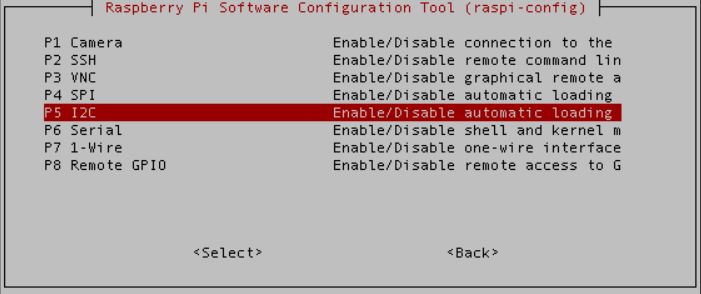 Raspberry Pi Software Configuration Tool (raspi-config)
P1 Camera Enable/Disable connection to the
P2 SSH Enable/Disable remote command lin
P3 VNC Enable/Disable graphical remote a
P4 SPI Enable/Disable automatic loading
P5 I2C Enable/Disable automatic loading
P6 Serial Enable/Disable shell and kernel m
P7 1-Wire Enable/Disable one-wire interface
P8 Remote GPIO Enable/Disable remote access to G
<Select> <Back>